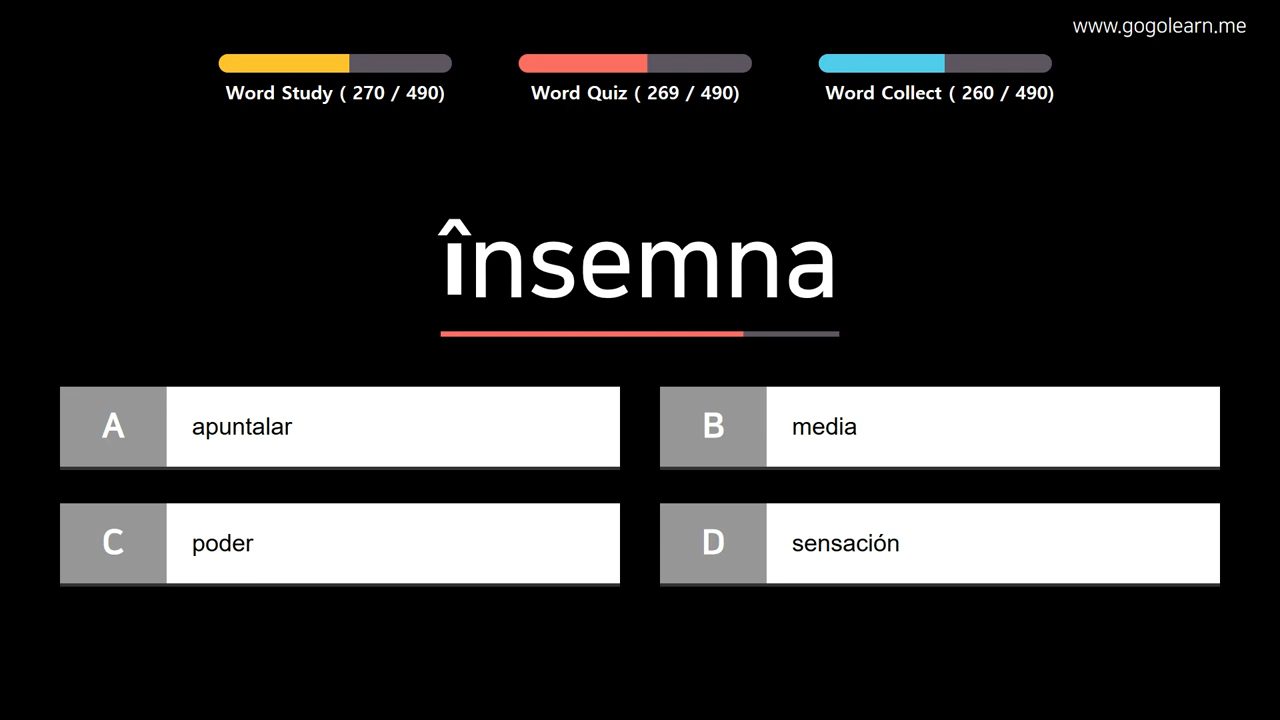 www.gogolearn.me
Word Study ( 270 / 490)
Word Quiz ( 269 / 490)
Word Collect ( 260 / 490)
însemna
A apuntalar
B media
C poder
D sensación